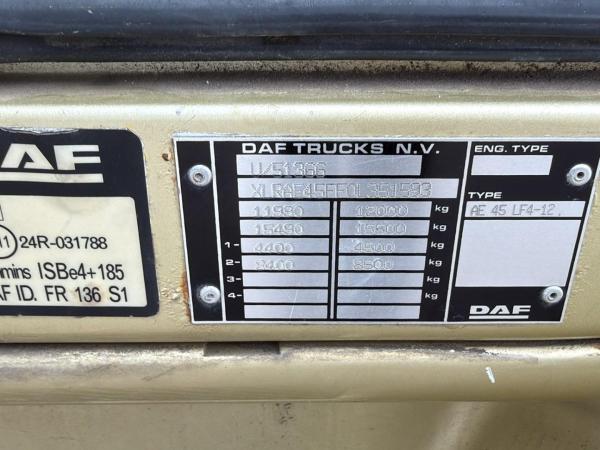 DAF
11 24R-031788
mins ISBe4+185
AF ID. FR 136 S1
DAF TRUCKS N.V.
V451366
XLRAE45FF0L351593
11990 12000 kg
15490 15500 kg
1- 4400 4500 kg
2- 8400 8500 kg
3- kg
4- kg
ENG. TYPE
TYPE
AE 45 LF4-12.
DAF